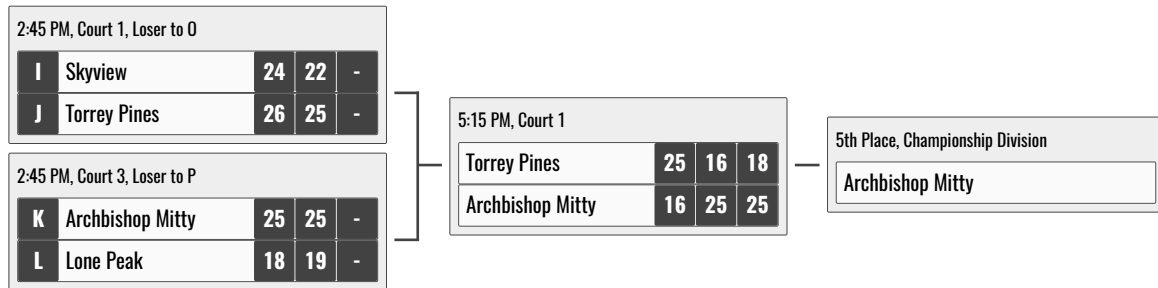 2:45 PM, Court 1, Loser to O
I Skyview 24 22 -
J Torrey Pines 26 25 -
2:45 PM, Court 3, Loser to P
K Archbishop Mitty 25 25 -
L Lone Peak 18 19 -
5:15 PM, Court 1
Torrey Pines 25 16 18
Archbishop Mitty 16 25 25
5th Place, Championship Division
Archbishop Mitty